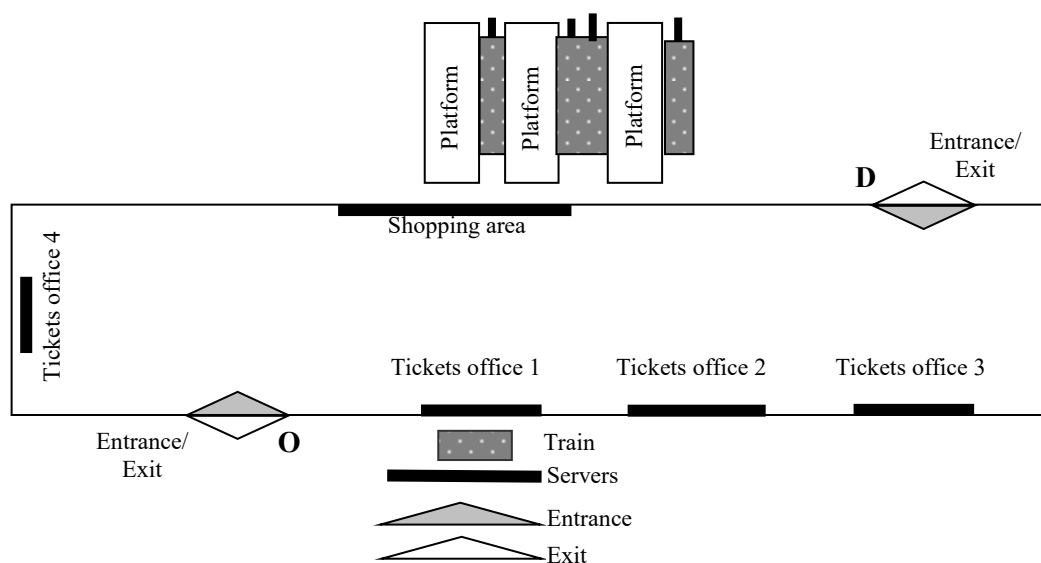 Platform
Platform
Platform
Entrance/
Exit
D
Shopping area
Tickets office 4
Tickets office 1
Tickets office 2
Tickets office 3
Entrance/
Exit
O
Train
Servers
Entrance
Exit